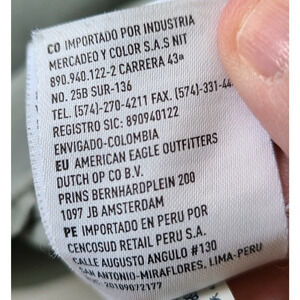 CO IMPORTADO POR INDUSTRIA
MERCADEO Y COLOR S.A.S NIT
890.940.122-2 CARRERA 43ª
NO. 25B SUR-136
TEL. (574)-270-4211 FAX. (574)-331-44
REGISTRO SIC: 890940122
ENVIGADO-COLOMBIA
EU AMERICAN EAGLE OUTFITTERS
DUTCH OP CO B.V.
PRINS BERNHARDPLEIN 200
1097 JB AMSTERDAM
PE IMPORTADO EN PERU POR
CENCOSUD RETAIL PERU S.A.
CALLE AUGUSTO ANGULO #130
SAN ANTONIO-MIRAFLORES, LIMA-PERU
20109072177